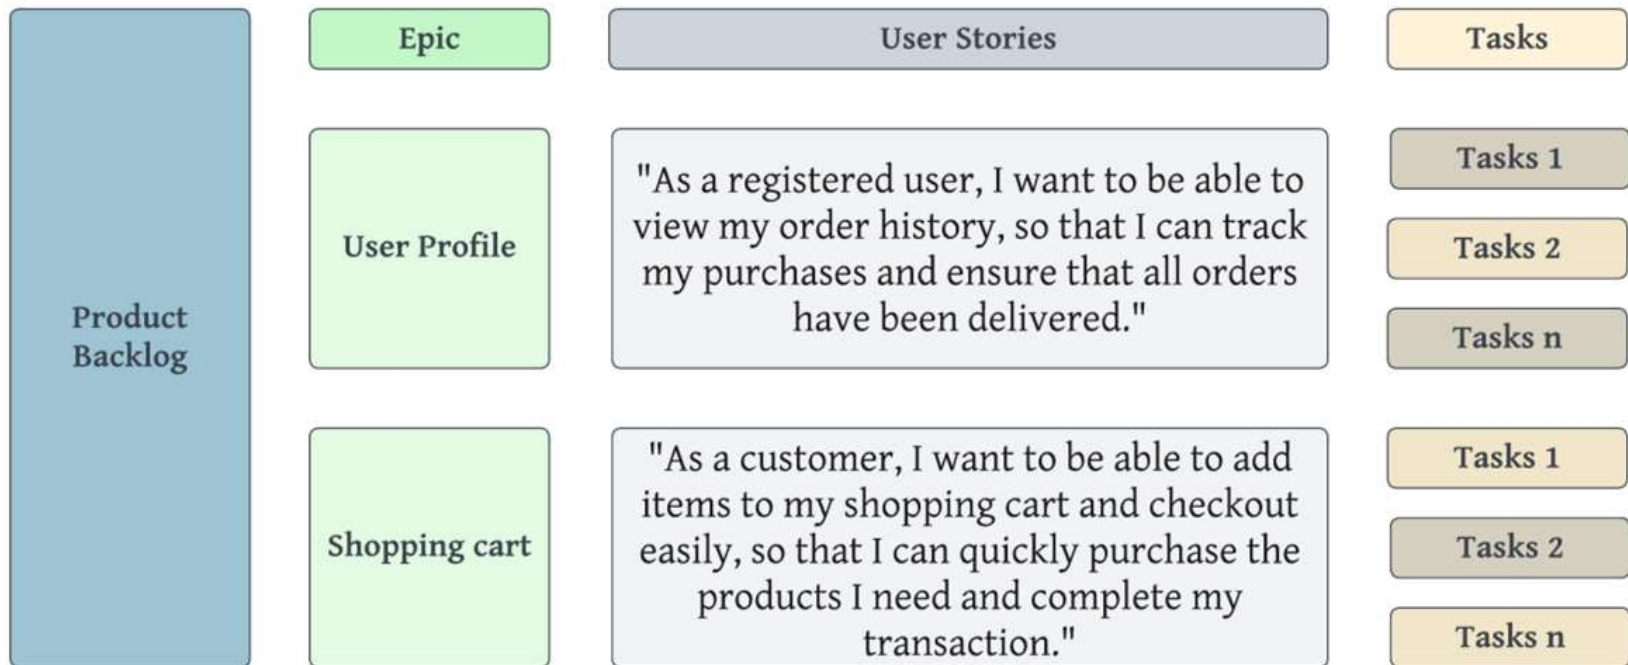 Epic
User Stories
Tasks
Product
Backlog
User Profile
"As a registered user, I want to be able to
view my order history, so that I can track
my purchases and ensure that all orders
have been delivered."
Tasks 1
Tasks 2
Tasks n
Shopping cart
"As a customer, I want to be able to add
items to my shopping cart and checkout
easily, so that I can quickly purchase the
products I need and complete my
transaction."
Tasks 1
Tasks 2
Tasks n